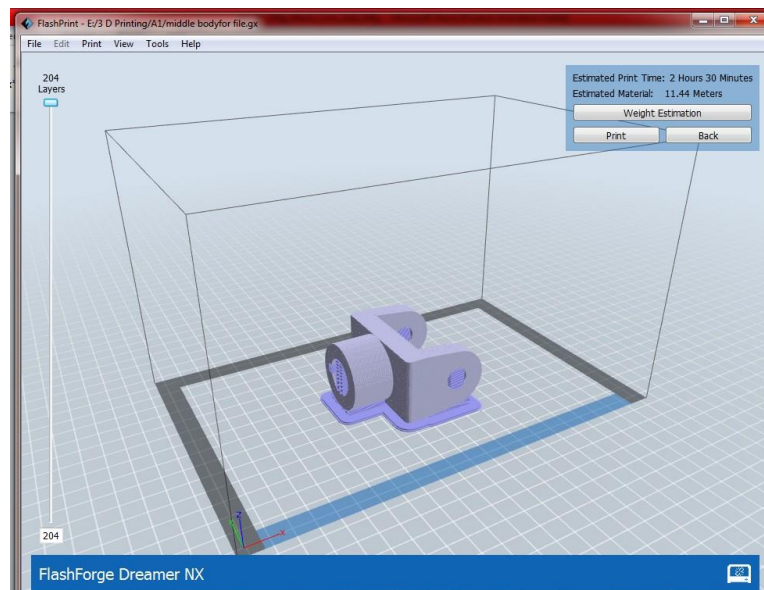 FlashPrint - E:/3 D Printing/A1/middle bodyfor file.gx
File Edit Print View Tools Help
204
Layers
Estimated Print Time: 2 Hours 30 Minutes
Estimated Material: 11.44 Meters
Weight Estimation
Print Back
z
x
204
FlashForge Dreamer NX